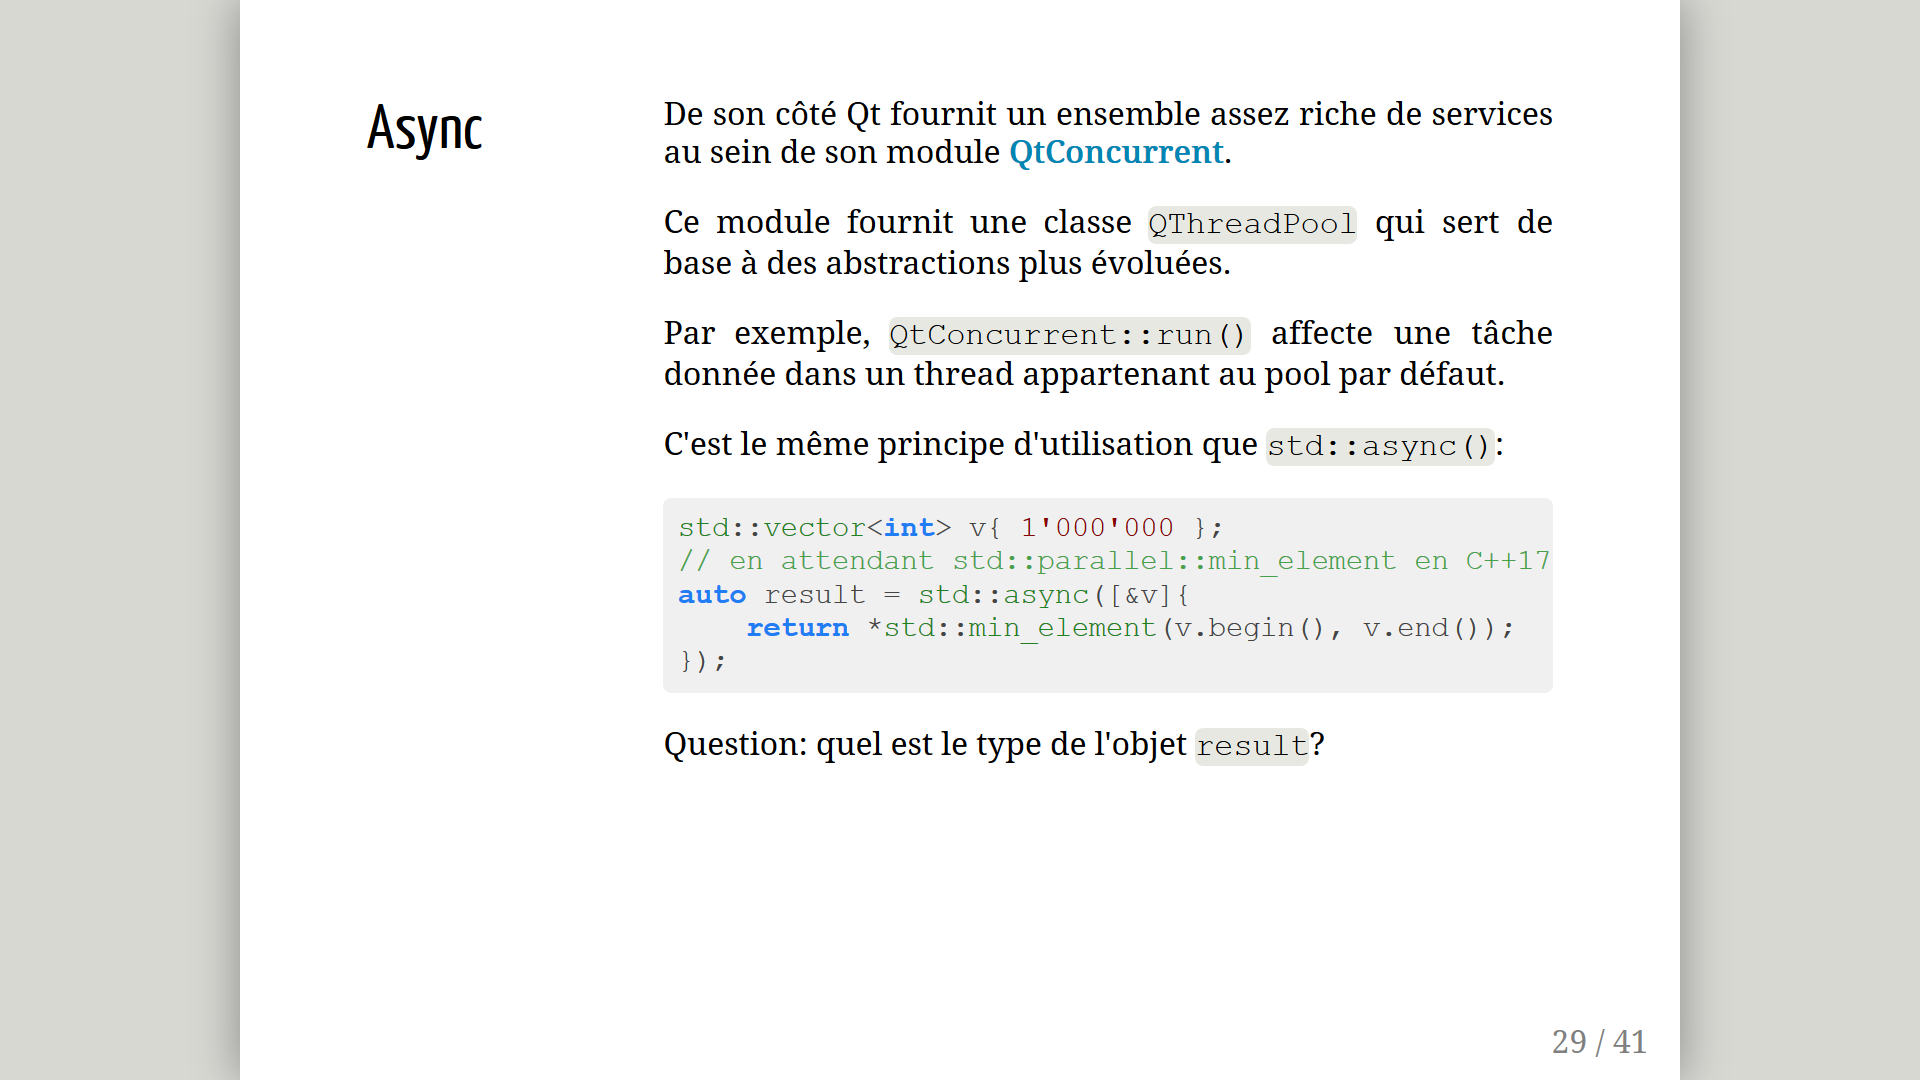 Async
De son côté Qt fournit un ensemble assez riche de services
au sein de son module QtConcurrent.
Ce module fournit une classe QThreadPool qui sert de
base à des abstractions plus évoluées.
Par exemple, QtConcurrent::run() affecte une tâche
donnée dans un thread appartenant au pool par défaut.
C'est le même principe d'utilisation que std::async():
std::vector<int> v{ 1'000'000 };
// en attendant std::parallel::min_element en C++17
auto result = std::async([&v]{
    return *std::min_element(v.begin(), v.end());
});
Question: quel est le type de l'objet result?
29 / 41